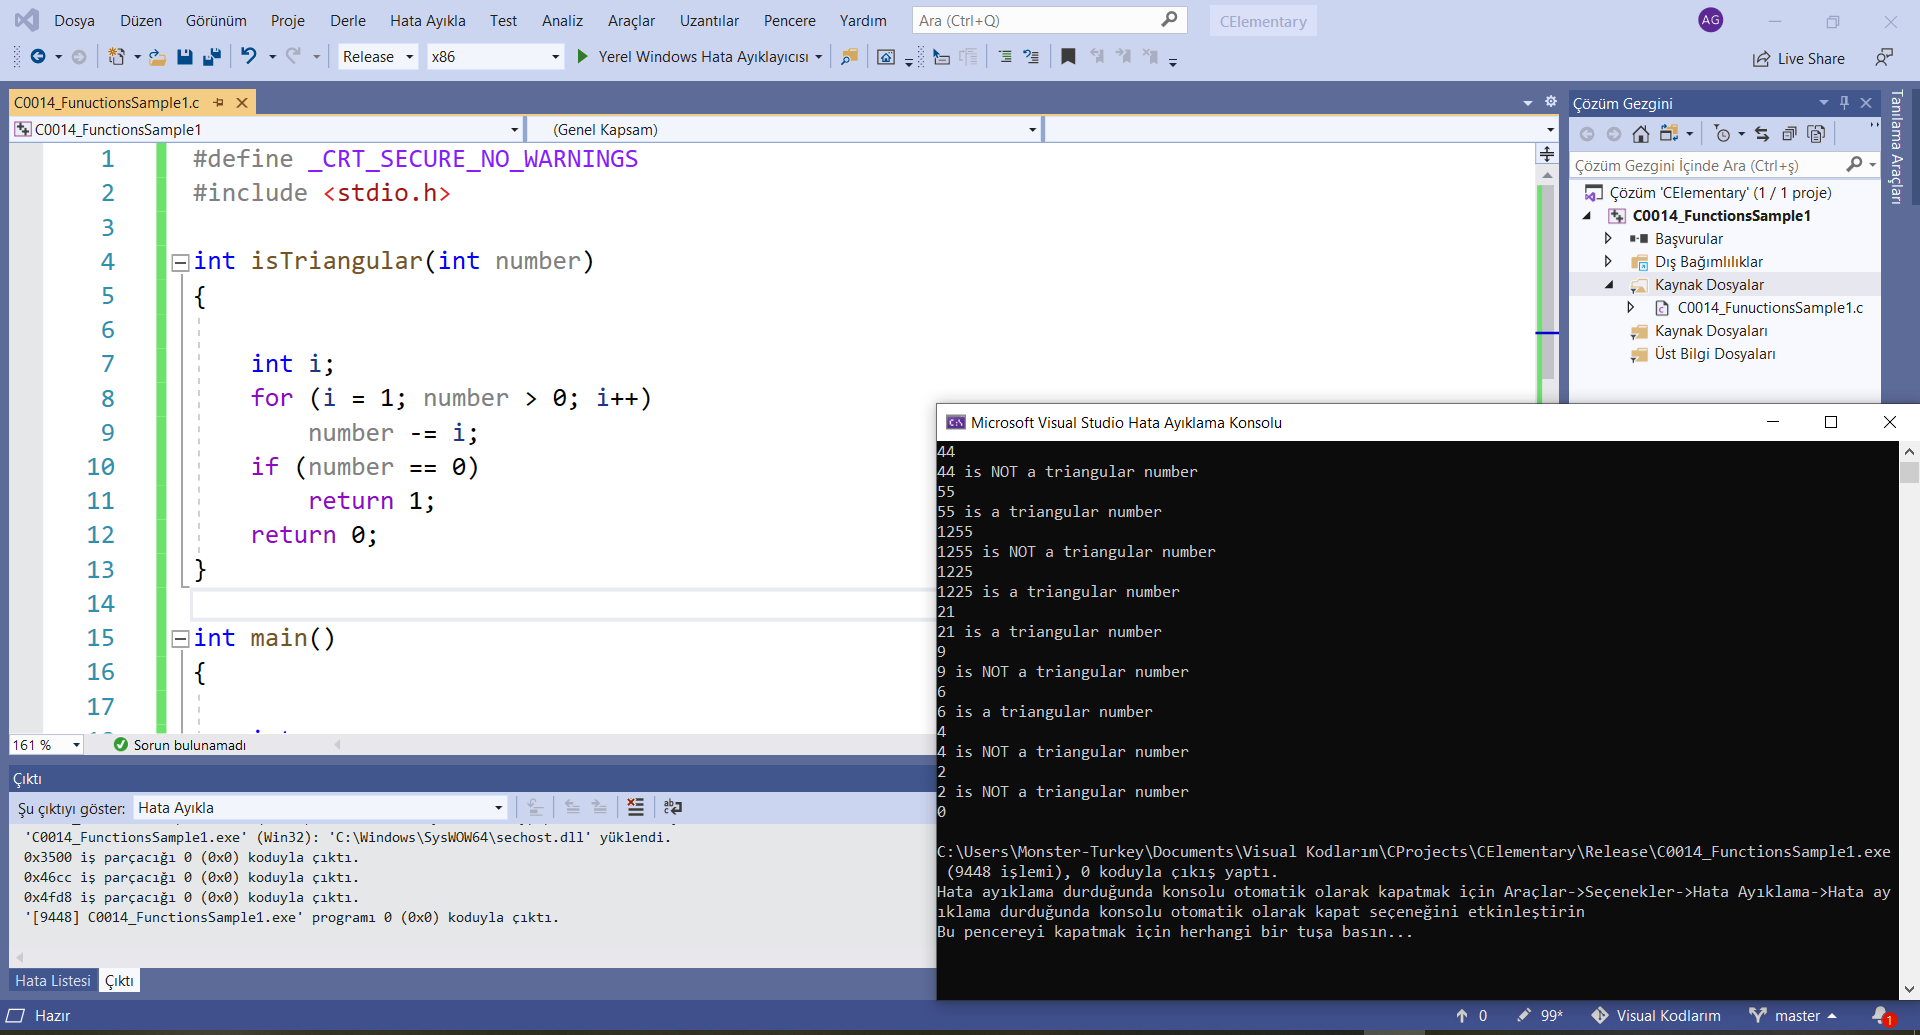 Dosya Düzen Görünüm Proje Derle Hata Ayıkla Test Analiz Araçlar Uzantılar Pencere Yardım Ara (Ctrl+Q) CElementary AG
Release x86 Yerel Windows Hata Ayıklayıcısı Live Share
C0014_FunuctionsSample1.c
C0014_FunctionsSample1 (Genel Kapsam)
1 #define _CRT_SECURE_NO_WARNINGS
2 #include <stdio.h>
3
4 int isTriangular(int number)
5 {
6
7 int i;
8 for (i = 1; number > 0; i++)
9 number -= i;
10 if (number == 0)
11 return 1;
12 return 0;
13 }
14
15 int main()
16 {
17
161 % Sorun bulunamadı
Çözüm Gezgini
Çözüm Gezgini İçinde Ara (Ctrl+ş)
Çözüm 'CElementary' (1 / 1 proje)
C0014_FunctionsSample1
Başvurular
Dış Bağımlılıklar
Kaynak Dosyalar
C0014_FunuctionsSample1.c
Kaynak Dosyaları
Üst Bilgi Dosyaları
Tanılama Araçları
Microsoft Visual Studio Hata Ayıklama Konsolu
44
44 is NOT a triangular number
55
55 is a triangular number
1255
1255 is NOT a triangular number
1225
1225 is a triangular number
21
21 is a triangular number
9
9 is NOT a triangular number
6
6 is a triangular number
4
4 is NOT a triangular number
2
2 is NOT a triangular number
0
C:\Users\Monster-Turkey\Documents\Visual Kodlarım\CProjects\CElementary\Release\C0014_FunctionsSample1.exe
(9448 işlemi), 0 koduyla çıkış yaptı.
Hata ayıklama durduğunda konsolu otomatik olarak kapatmak için Araçlar->Seçenekler->Hata Ayıklama->Hata ay
ıklama durduğunda konsolu otomatik olarak kapat seçeneğini etkinleştirin
Bu pencereyi kapatmak için herhangi bir tuşa basın...
Çıktı
Şu çıktıyı göster: Hata Ayıkla
'C0014_FunctionsSample1.exe' (Win32): 'C:\Windows\SysWOW64\sechost.dll' yüklendi.
0x3500 iş parçacığı 0 (0x0) koduyla çıktı.
0x46cc iş parçacığı 0 (0x0) koduyla çıktı.
0x4fd8 iş parçacığı 0 (0x0) koduyla çıktı.
'[9448] C0014_FunctionsSample1.exe' programı 0 (0x0) koduyla çıktı.
Hata Listesi Çıktı
Hazır 0 99* Visual Kodlarım master 1